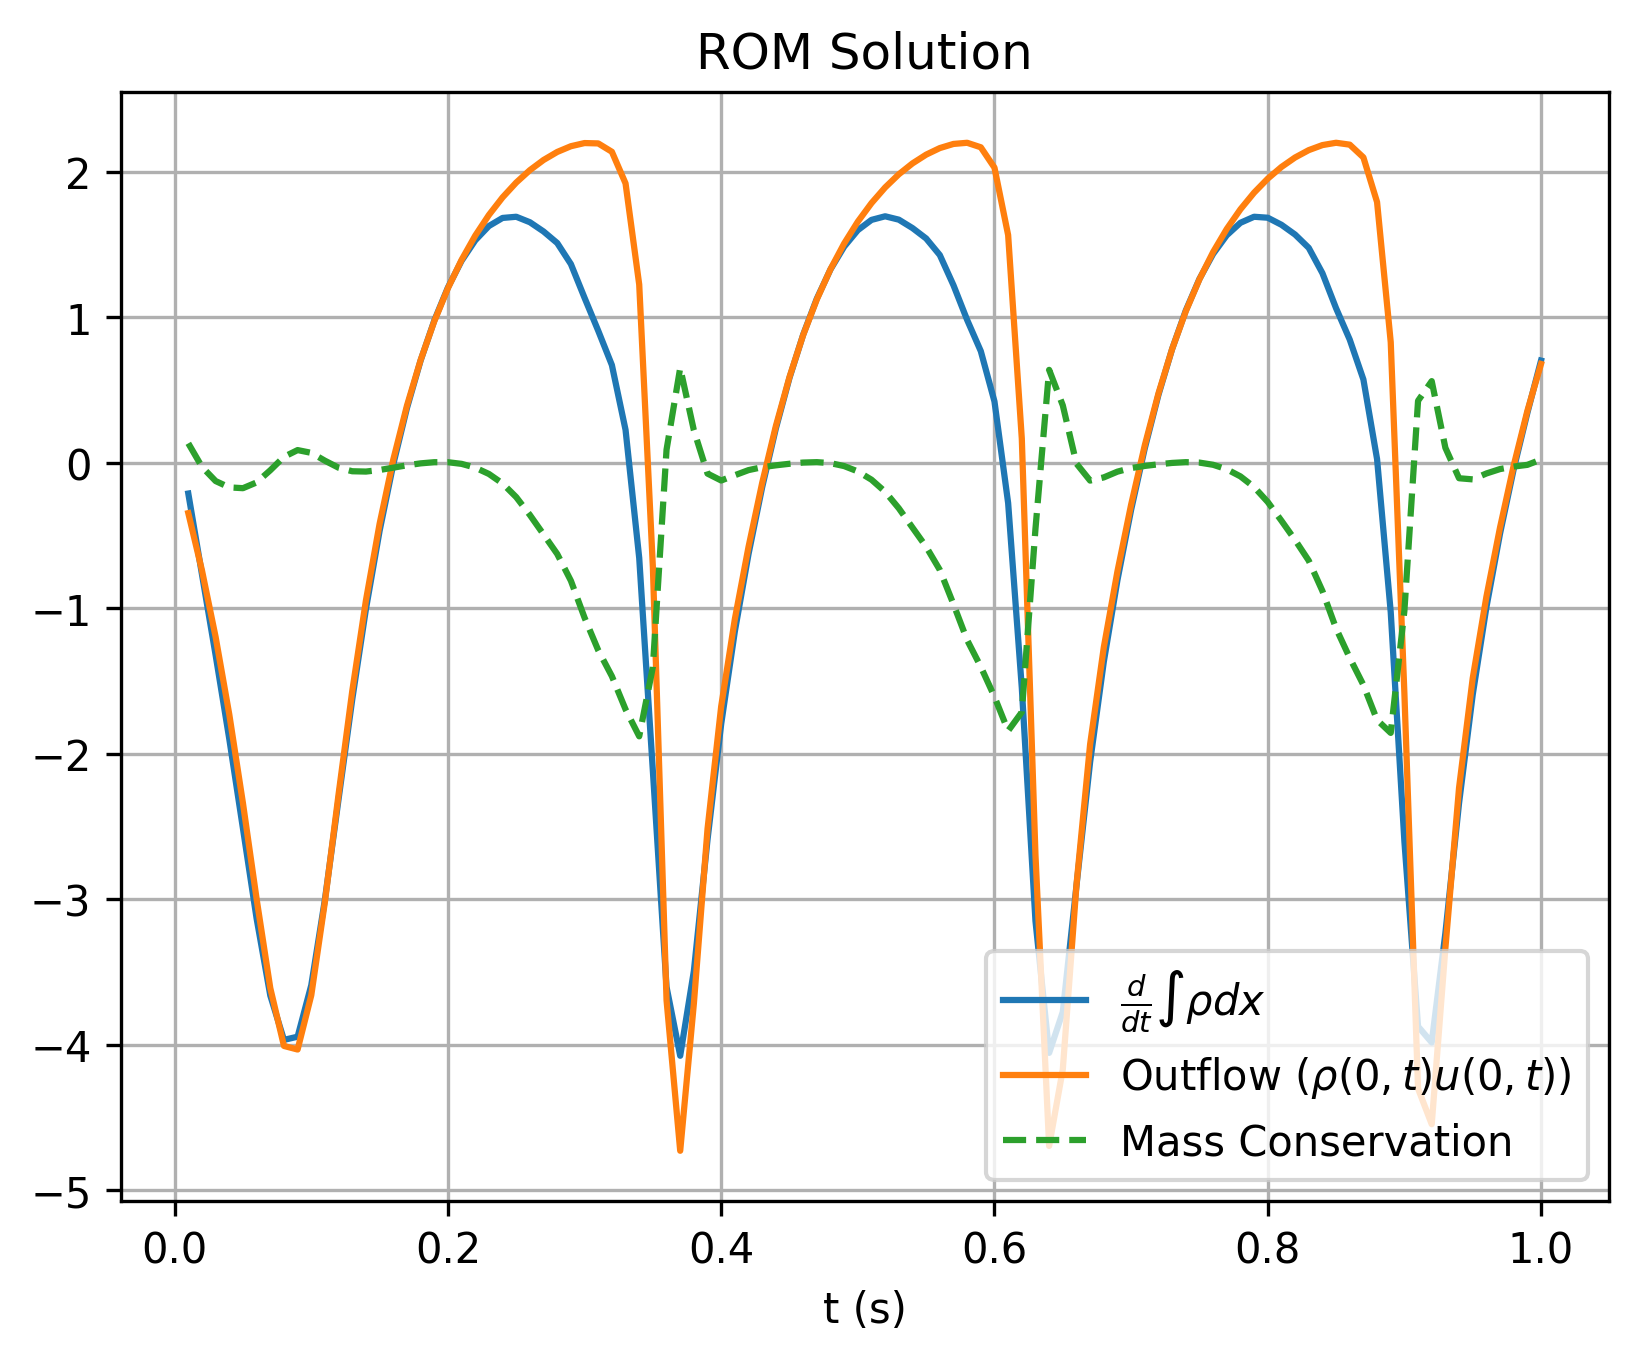 ROM Solution
2
1
0
−1
−2
−3
−4
−5
d/dt ∫ρdx
Outflow (ρ(0, t)u(0, t))
Mass Conservation
0.0 0.2 0.4 0.6 0.8 1.0
t (s)